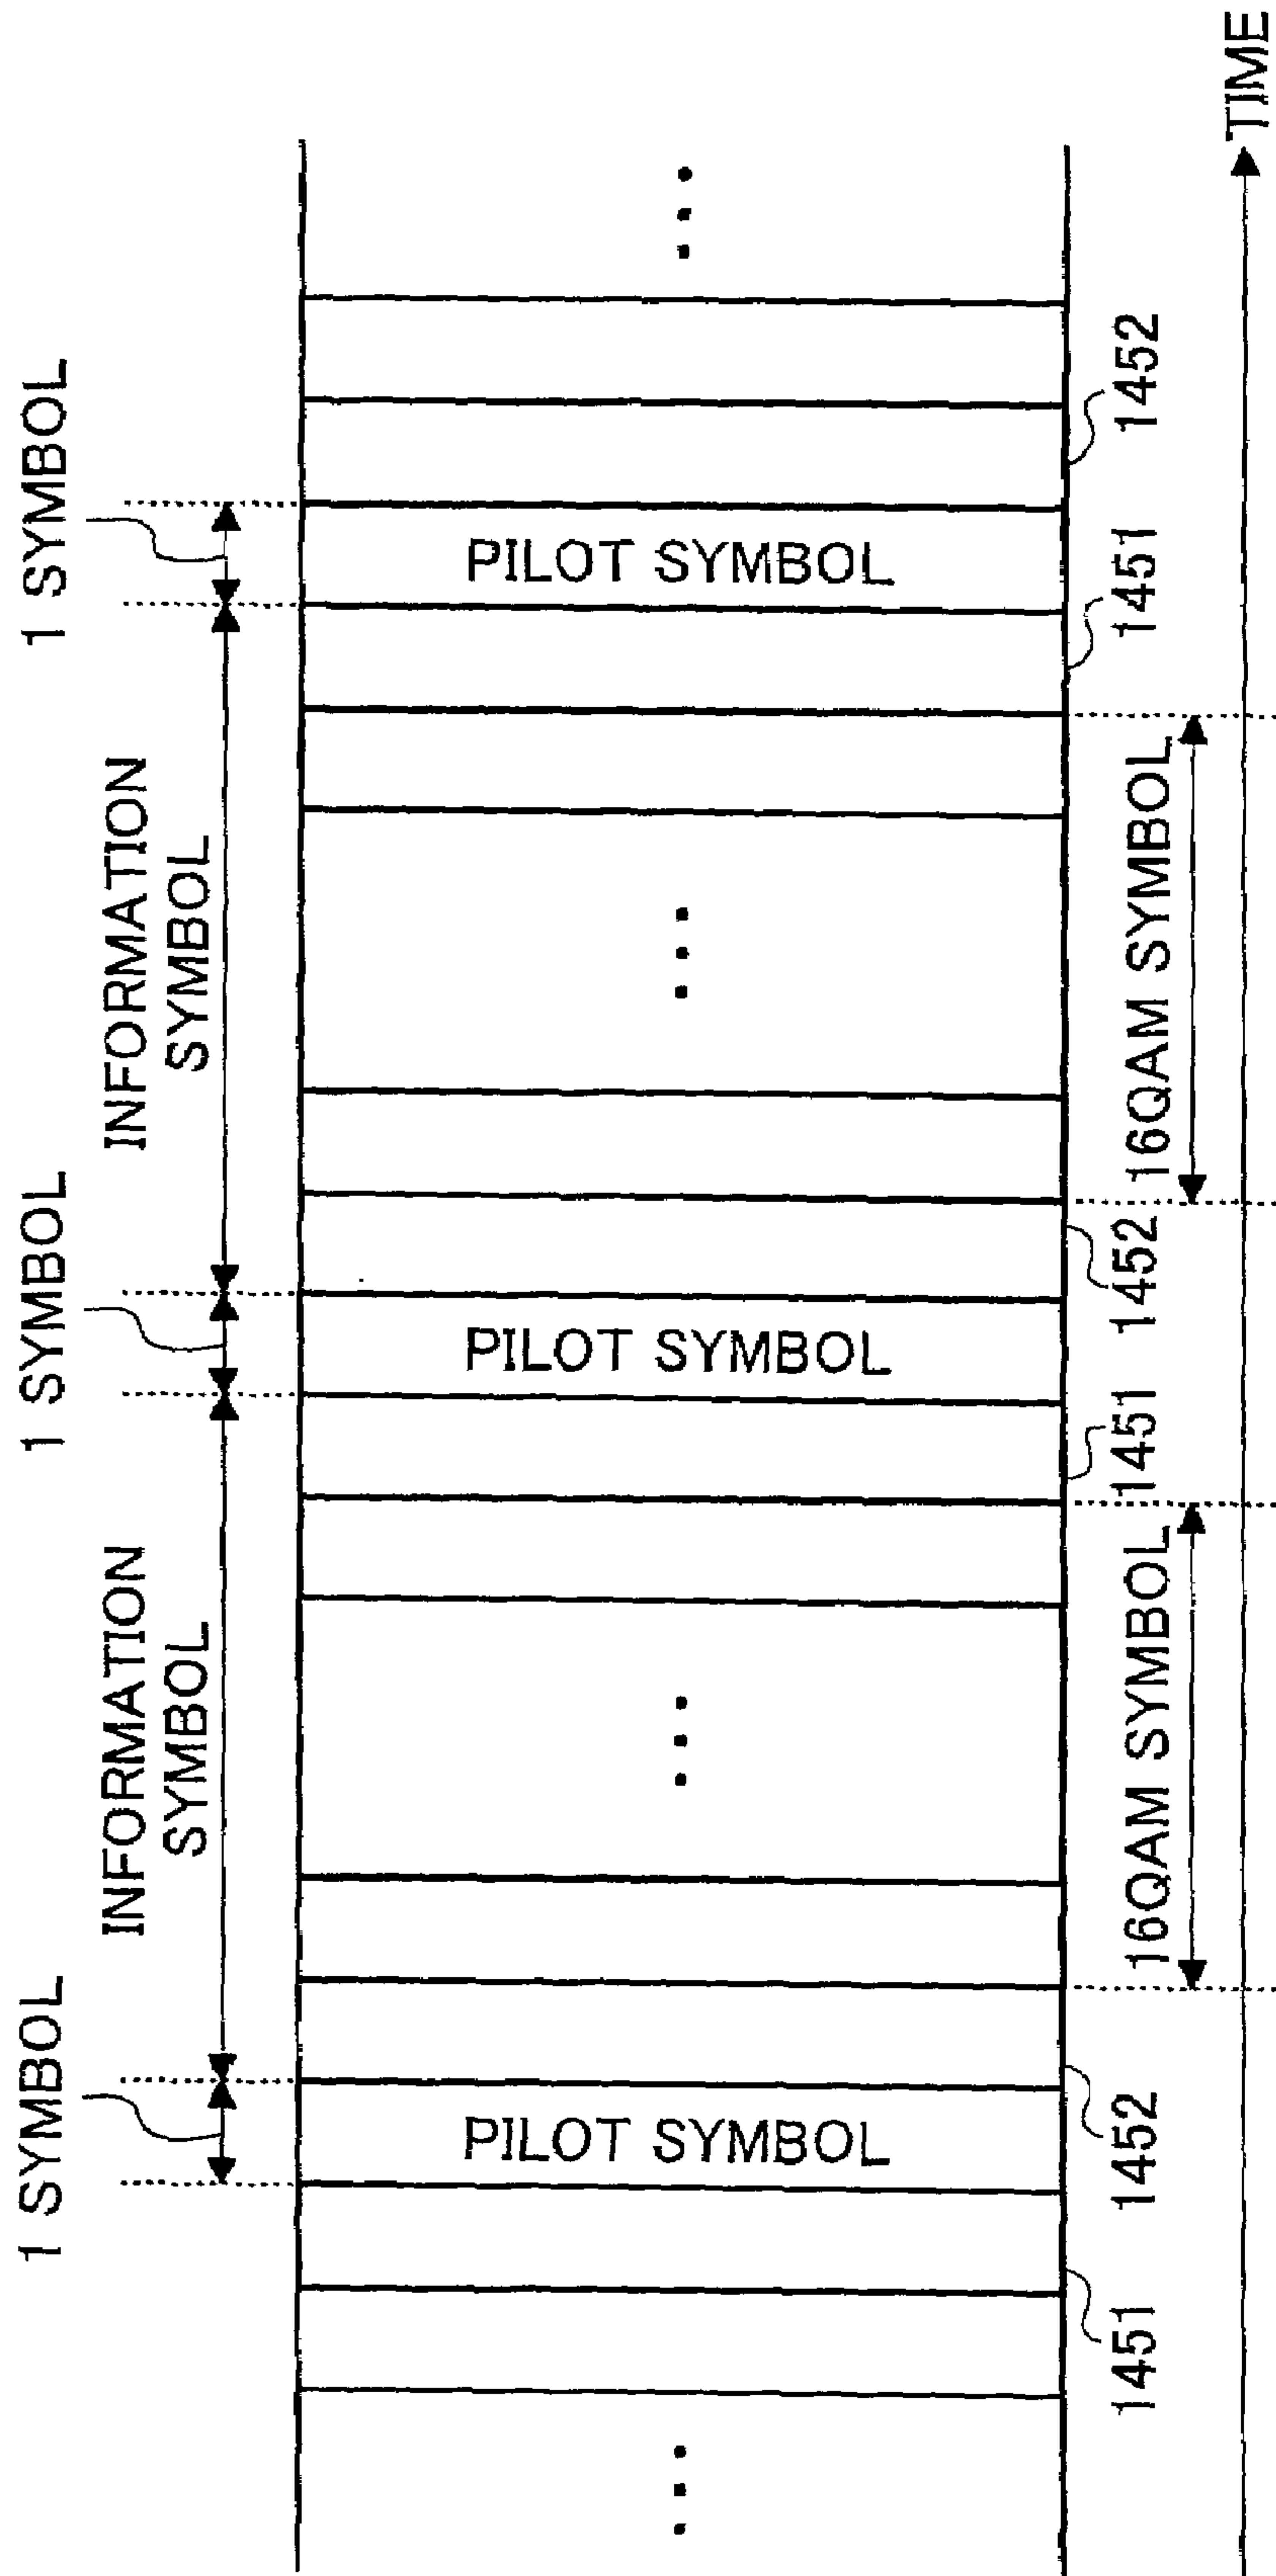 1 SYMBOL
1 SYMBOL
1 SYMBOL
INFORMATION
SYMBOL
INFORMATION
SYMBOL
PILOT SYMBOL
PILOT SYMBOL
PILOT SYMBOL
1451
1452
16QAM SYMBOL
1451
1452
16QAM SYMBOL
1451
1452
TIME